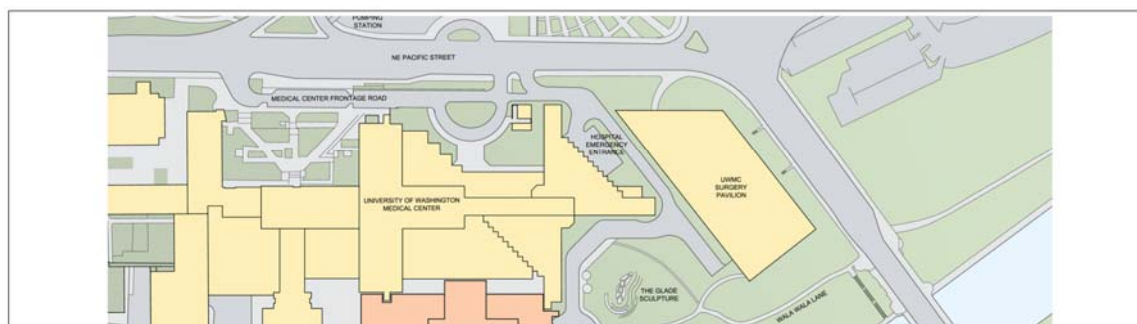 PUMPING
STATION
NE PACIFIC STREET
MEDICAL CENTER FRONTAGE ROAD
HOSPITAL
EMERGENCY
ENTRANCE
UWMC
SURGERY
PAVILION
UNIVERSITY OF WASHINGTON
MEDICAL CENTER
THE GLADE
SCULPTURE
WALA WALA LANE